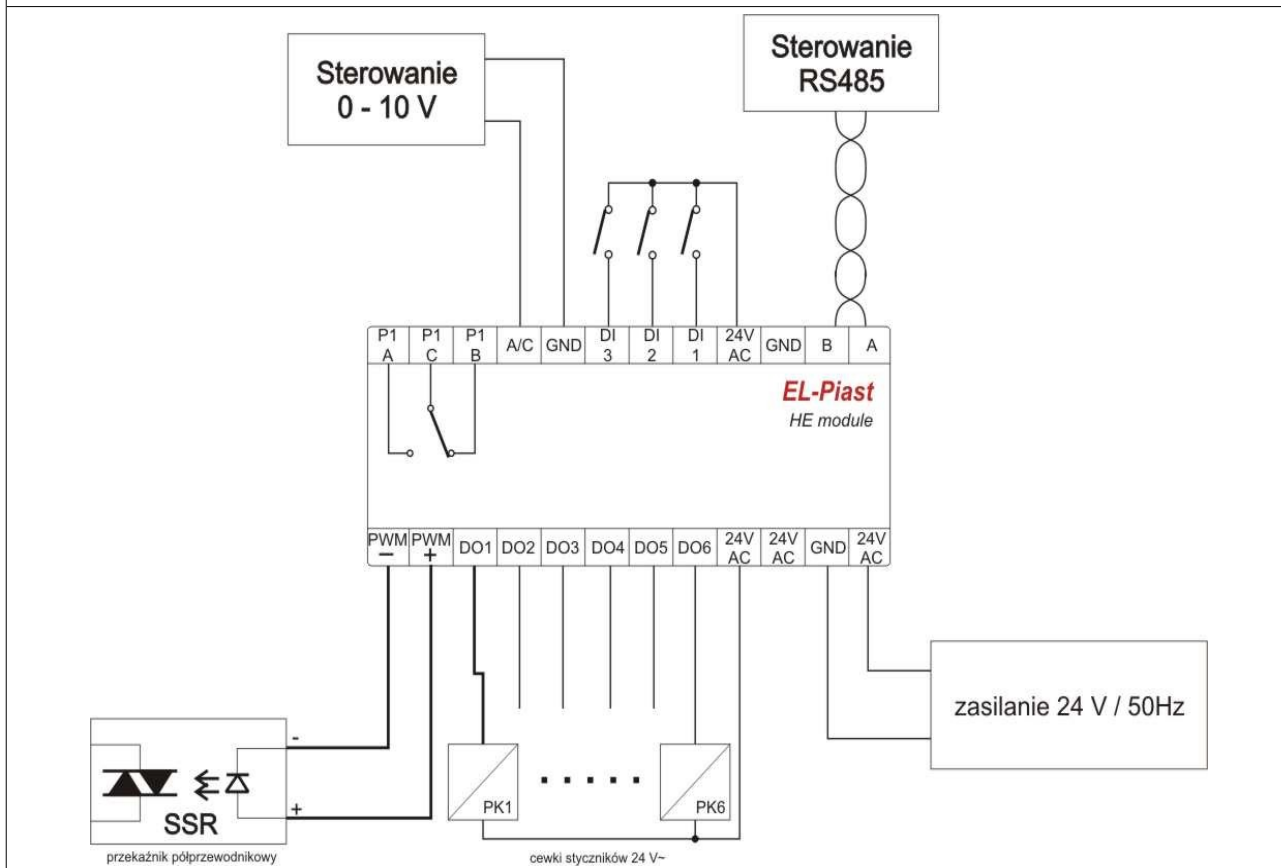 Sterowanie
0 - 10 V
Sterowanie
RS485
P1 A
P1 C
P1 B
A/C
GND
DI 3
DI 2
DI 1
24V AC
GND
B
A
EL-Piast
HE module
PWM −
PWM +
DO1
DO2
DO3
DO4
DO5
DO6
24V AC
24V AC
GND
24V AC
zasilanie 24 V / 50Hz
-
+
SSR
PK1
PK6
przekaźnik półprzewodnikowy
cewki styczników 24 V~